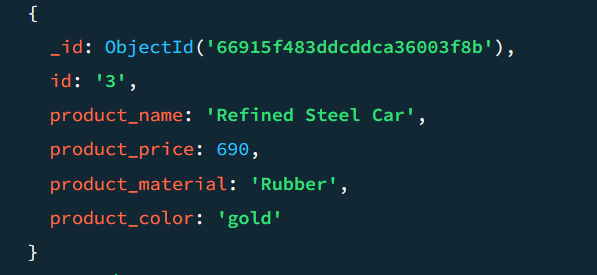 {
_id: ObjectId('66915f483ddcddca36003f8b'),
id: '3',
product_name: 'Refined Steel Car',
product_price: 690,
product_material: 'Rubber',
product_color: 'gold'
}